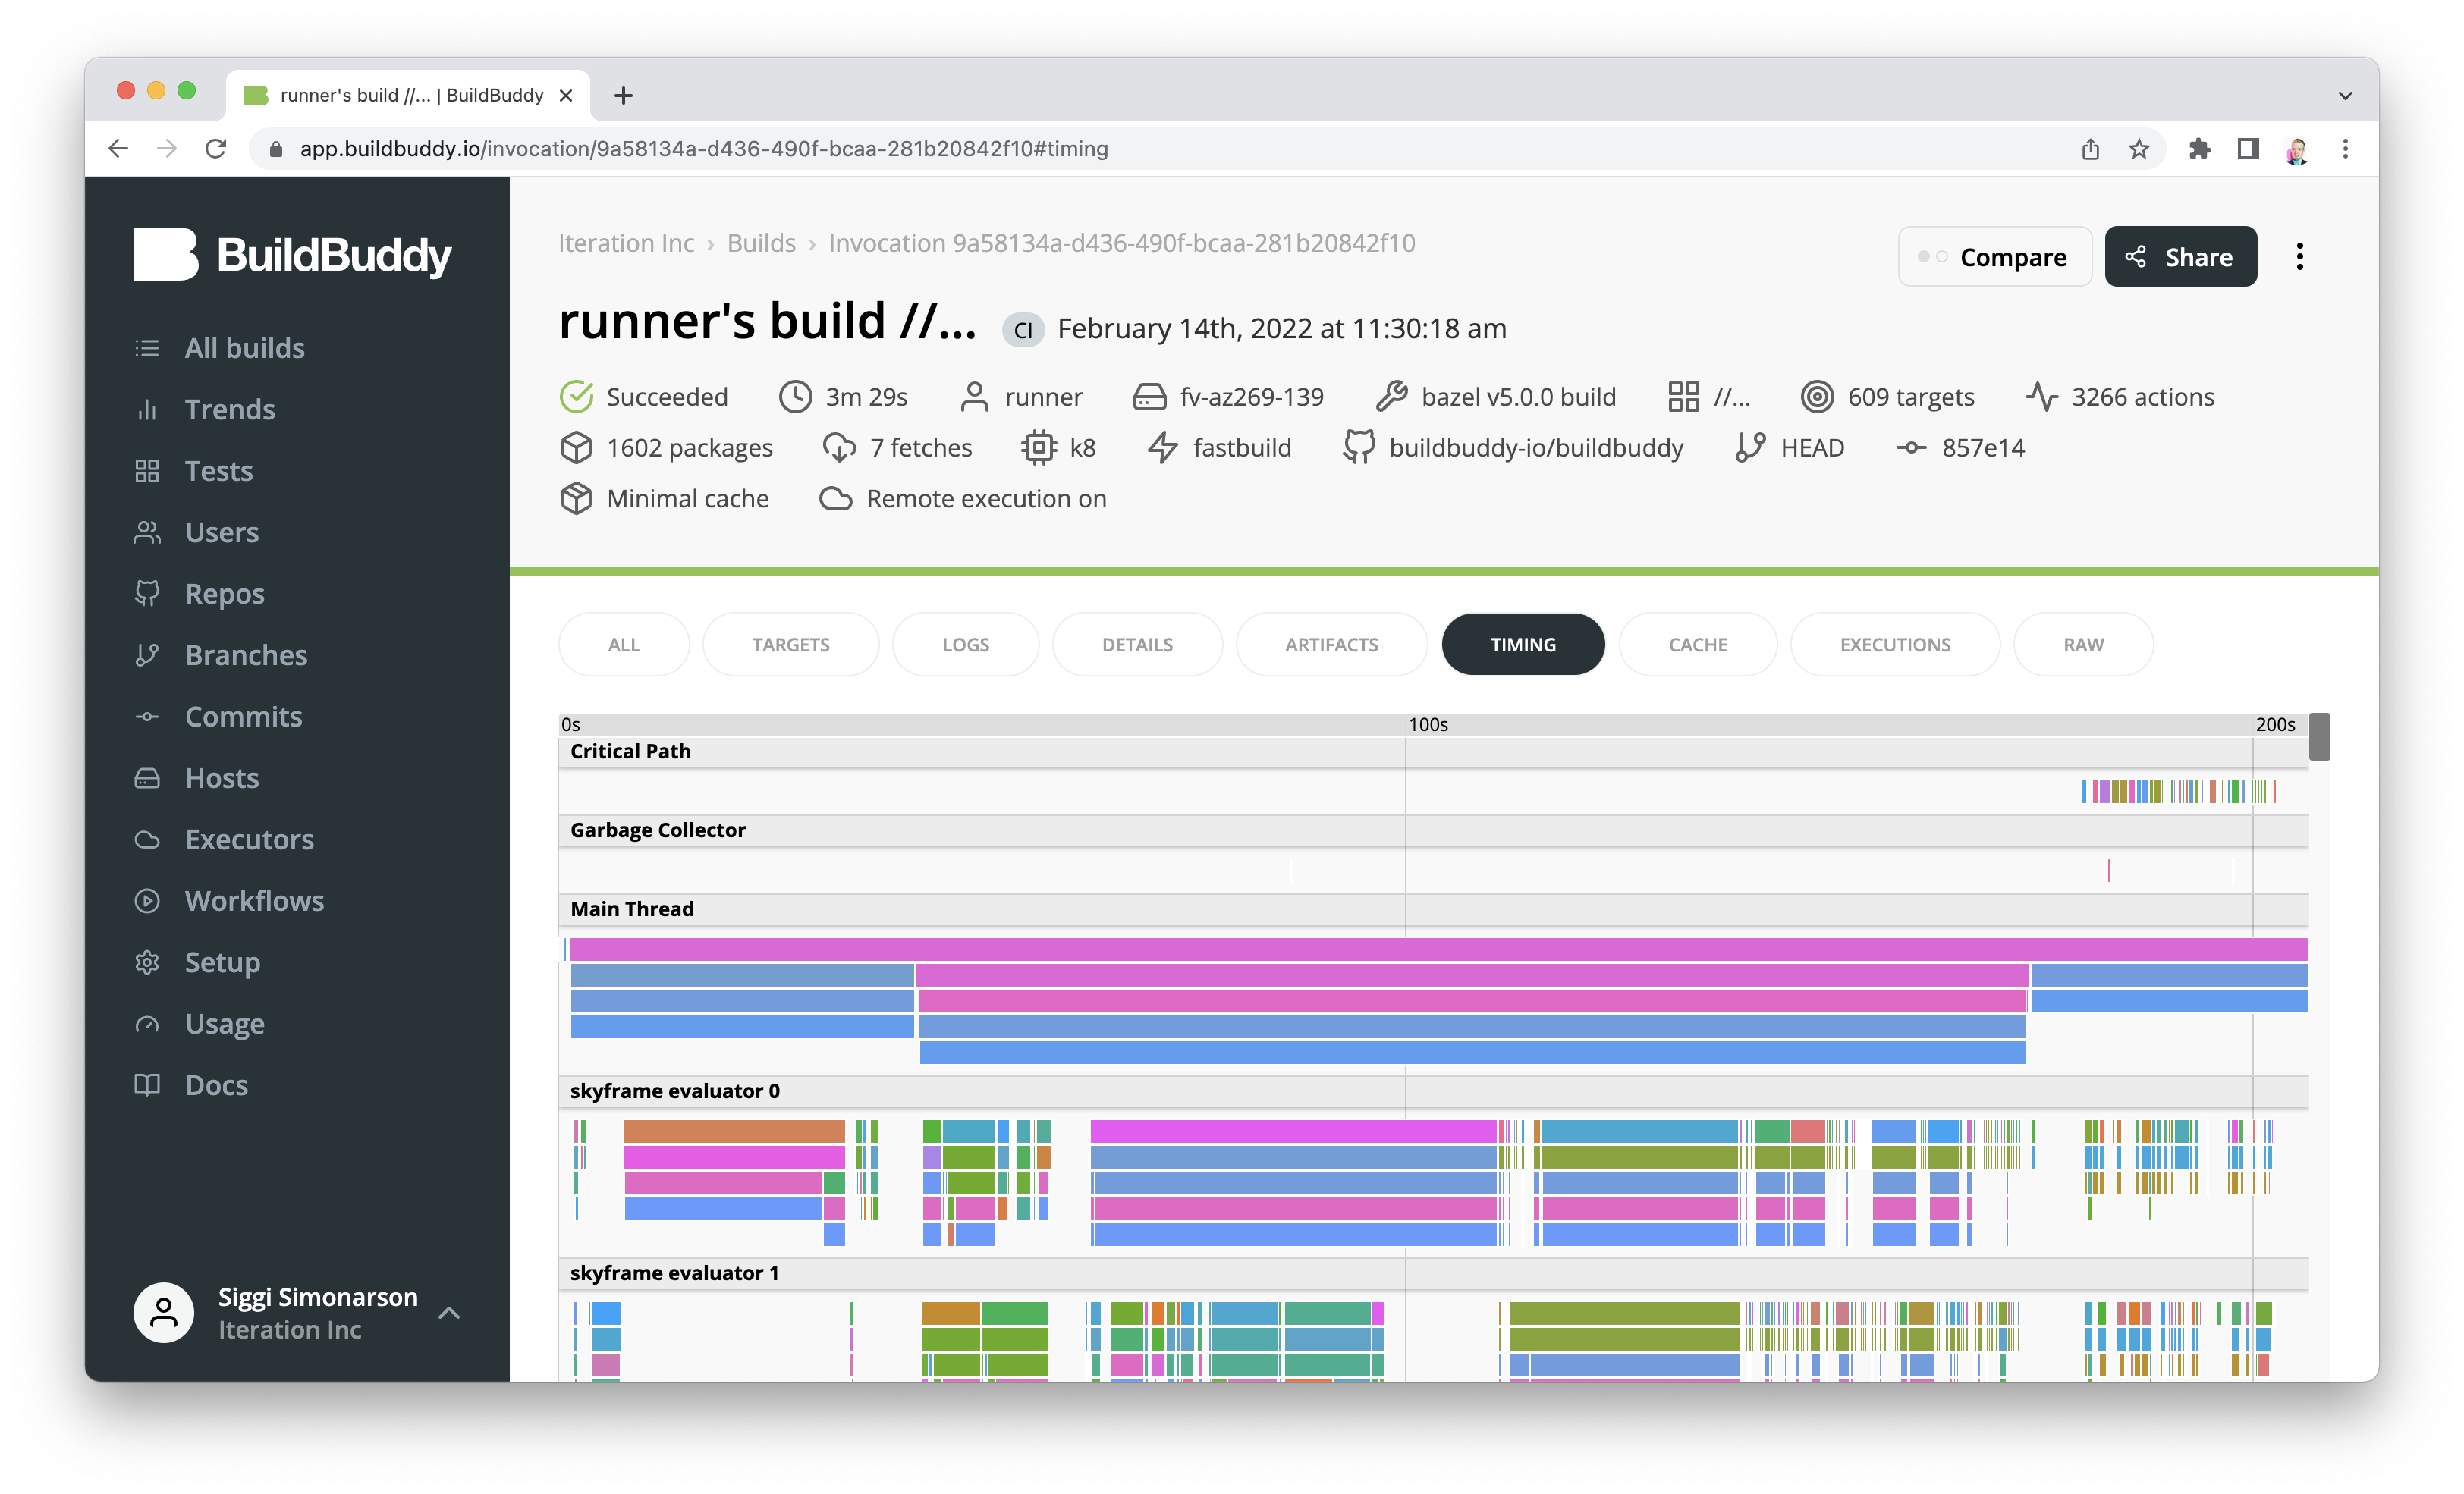 runner's build //... | BuildBuddy
app.buildbuddy.io/invocation/9a58134a-d436-490f-bcaa-281b20842f10#timing
BuildBuddy
All builds
Trends
Tests
Users
Repos
Branches
Commits
Hosts
Executors
Workflows
Setup
Usage
Docs
Siggi Simonarson
Iteration Inc
Iteration Inc › Builds › Invocation 9a58134a-d436-490f-bcaa-281b20842f10
Compare
Share
runner's build //... CI February 14th, 2022 at 11:30:18 am
Succeeded 3m 29s runner fv-az269-139 bazel v5.0.0 build //... 609 targets 3266 actions
1602 packages 7 fetches k8 fastbuild buildbuddy-io/buildbuddy HEAD 857e14
Minimal cache Remote execution on
ALL TARGETS LOGS DETAILS ARTIFACTS TIMING CACHE EXECUTIONS RAW
0s 100s 200s
Critical Path
Garbage Collector
Main Thread
skyframe evaluator 0
skyframe evaluator 1